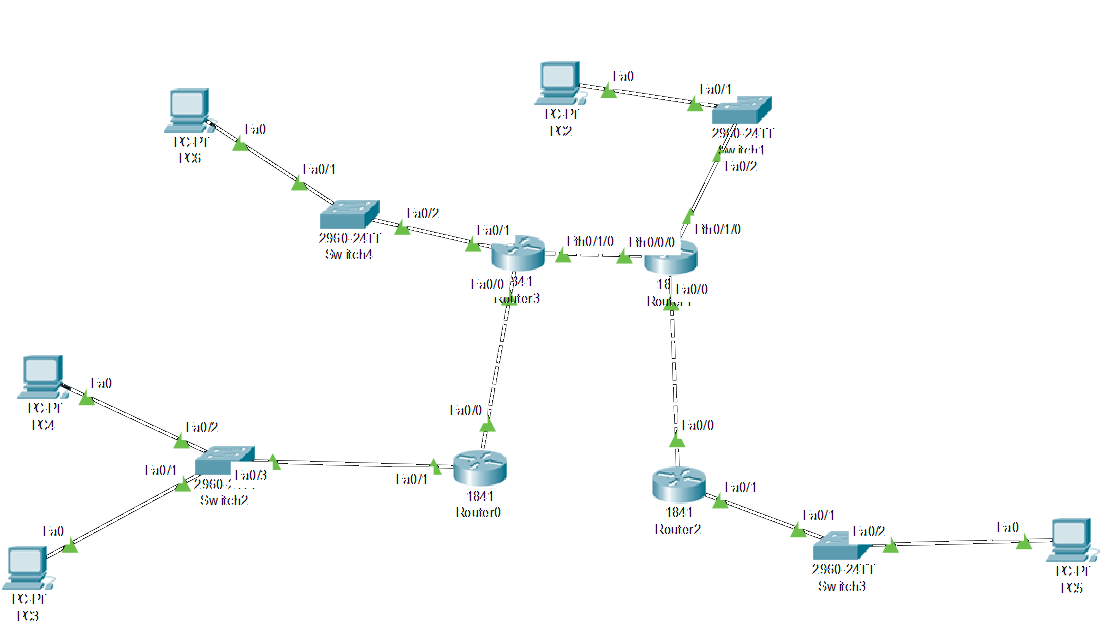 Fa0
Fa0/1
PC-PT
PC2
2960-24TT
Switch1
Fa0/2
PC-PT
PC6
Fa0
Fa0/1
2960-24TT
Switch4
Fa0/2
Fa0/1
Eth0/1/0
Eth0/0/0
Eth0/1/0
Fa0/0
Router3
Fa0/0
Fa0
PC-PT
PC4
Fa0/2
Fa0/1
Fa0/3
Switch2
Fa0
PC-PT
PC3
Fa0/0
Fa0/1
1841
Router0
Fa0/0
Fa0/1
1841
Router2
Fa0/1
Fa0/2
2960-24TT
Switch3
Fa0
PC-PT
PC5